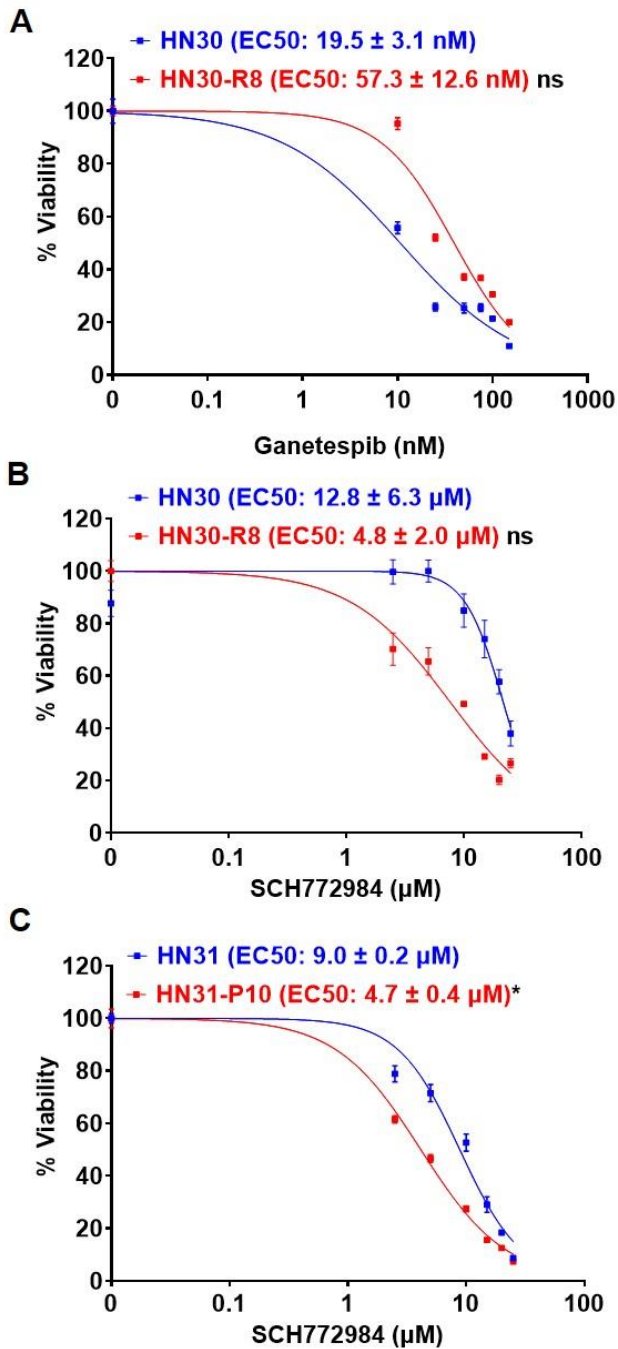 A
HN30 (EC50: 19.5 ± 3.1 nM)
HN30-R8 (EC50: 57.3 ± 12.6 nM) ns
120
100
80
60
40
20
0
% Viability
0 0.1 1 10 100 1000
Ganetespib (nM)
B
HN30 (EC50: 12.8 ± 6.3 µM)
HN30-R8 (EC50: 4.8 ± 2.0 µM) ns
120
100
80
60
40
20
0
% Viability
0 0.1 1 10 100
SCH772984 (µM)
C
HN31 (EC50: 9.0 ± 0.2 µM)
HN31-P10 (EC50: 4.7 ± 0.4 µM)*
120
100
80
60
40
20
0
% Viability
0 0.1 1 10 100
SCH772984 (µM)